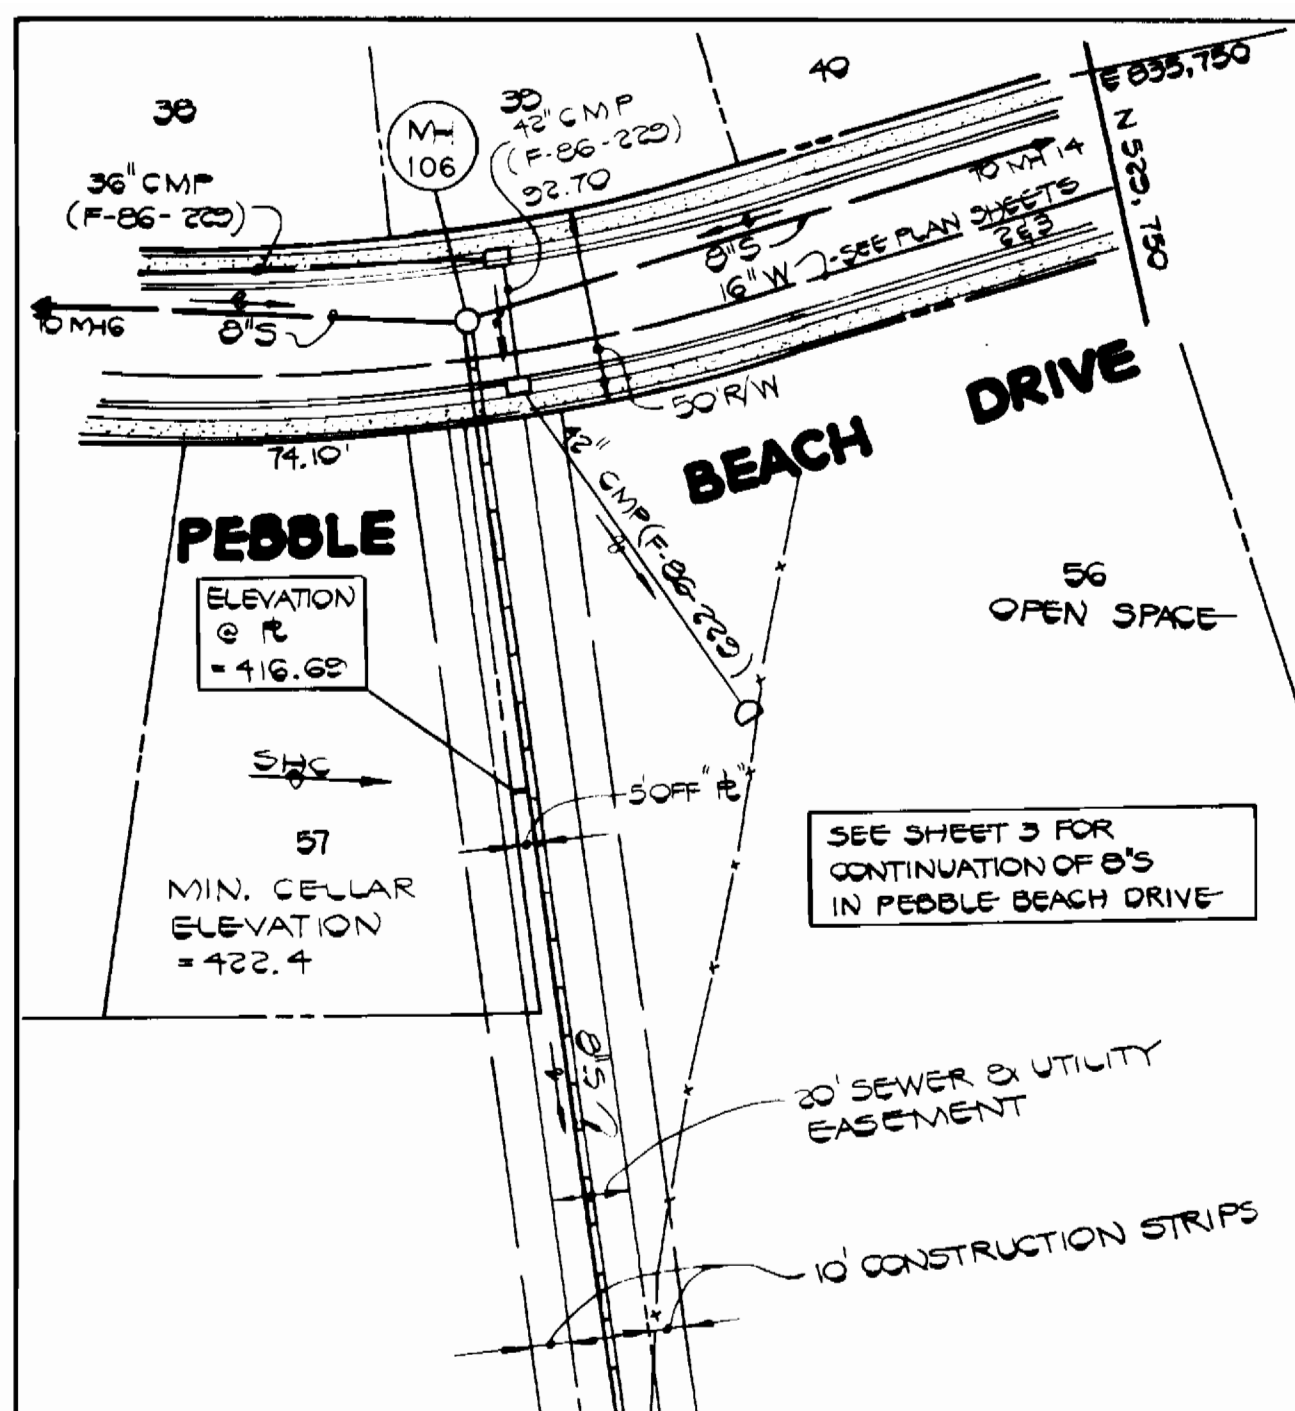 38
39
40
E 835,750
N 529,750
MH
106
42" CMP
(F-86-229)
92.70
36" CMP
(F-86-229)
TO MH 14
8"S
16" W
SEE PLAN SHEETS
2&3
TO MH6
8"S
50' R/W
74.10'
PEBBLE BEACH DRIVE
42" CMP (F-86-229)
ELEVATION
@ ℄
= 416.69
56
OPEN SPACE
SHC
5' OFF "℄"
57
MIN. CELLAR
ELEVATION
= 422.4
SEE SHEET 3 FOR
CONTINUATION OF 8"S
IN PEBBLE BEACH DRIVE
8"S
20' SEWER & UTILITY
EASEMENT
10' CONSTRUCTION STRIPS